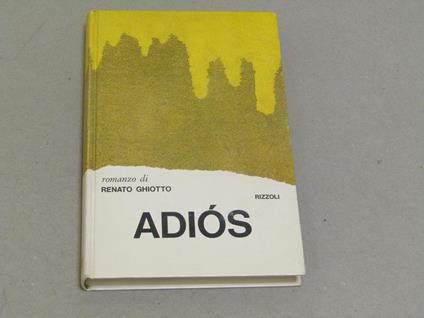 romanzo di
RENATO GHIOTTO
RIZZOLI
ADIÓS